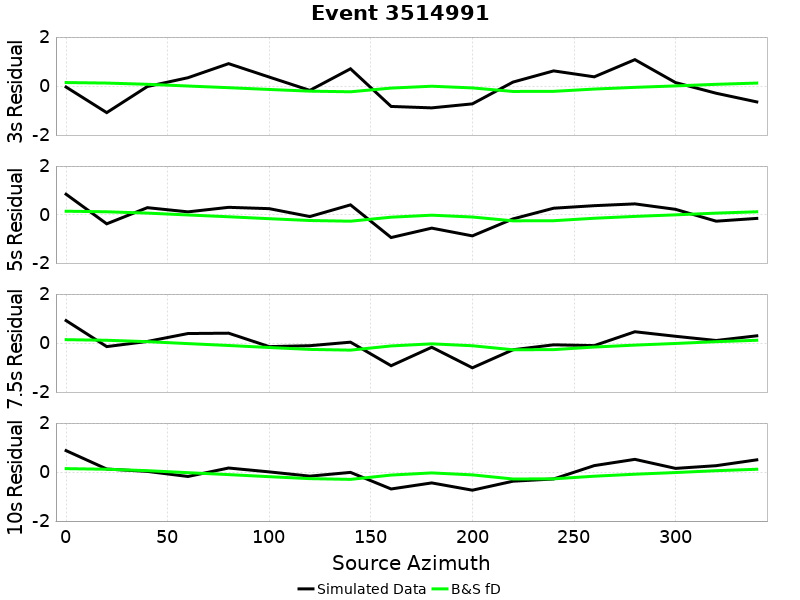 Event 3514991
3s Residual
2
0
-2
5s Residual
2
0
-2
7.5s Residual
2
0
-2
10s Residual
2
0
-2
0 50 100 150 200 250 300
Source Azimuth
Simulated Data B&S fD